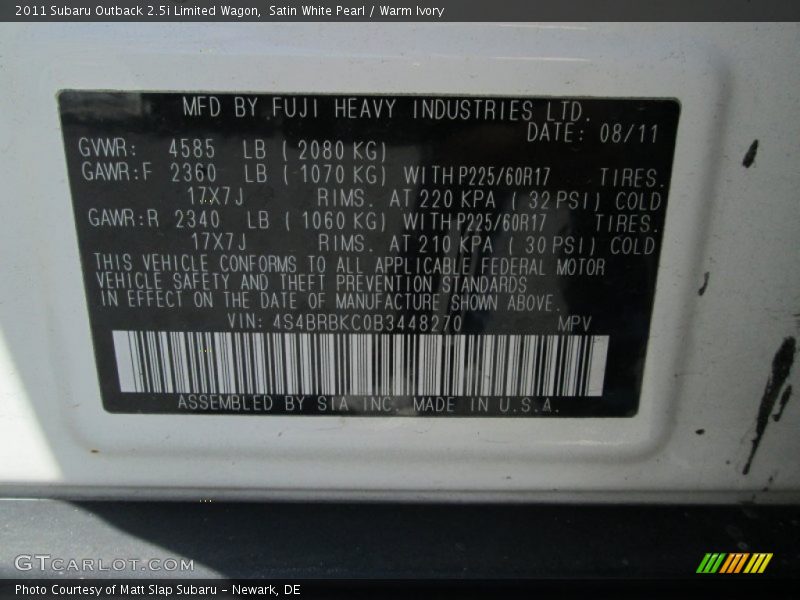 2011 Subaru Outback 2.5i Limited Wagon, Satin White Pearl / Warm Ivory
MFD BY FUJI HEAVY INDUSTRIES LTD.
DATE: 08/11
GVWR: 4585 LB (2080 KG)
GAWR:F 2360 LB (1070 KG) WITH P225/60R17 TIRES.
17X7J RIMS. AT 220 KPA (32 PSI) COLD
GAWR:R 2340 LB (1060 KG) WITH P225/60R17 TIRES.
17X7J RIMS. AT 210 KPA (30 PSI) COLD
THIS VEHICLE CONFORMS TO ALL APPLICABLE FEDERAL MOTOR
VEHICLE SAFETY AND THEFT PREVENTION STANDARDS
IN EFFECT ON THE DATE OF MANUFACTURE SHOWN ABOVE.
VIN: 4S4BRBKC0B3448270 MPV
ASSEMBLED BY SIA INC. MADE IN U.S.A.
GTCARLOT.COM
Photo Courtesy of Matt Slap Subaru - Newark, DE